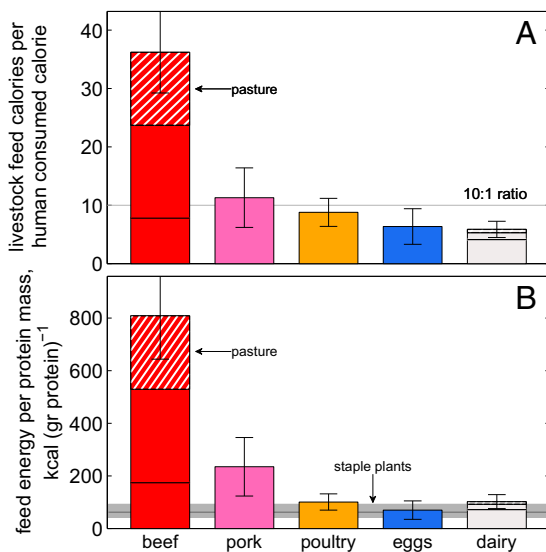 A
livestock feed calories per
human consumed calorie
40
30
20
10
0
pasture
10:1 ratio
B
feed energy per protein mass,
kcal (gr protein)⁻¹
800
600
400
200
0
pasture
staple plants
beef pork poultry eggs dairy